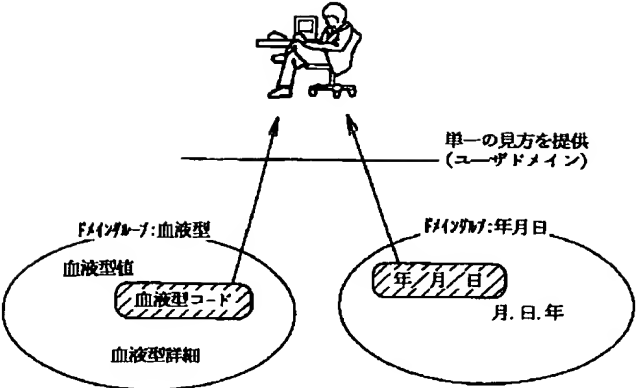 単一の見方を提供
(ユーザドメイン)
ドメイングループ:血液型
血液型値
血液型コード
血液型詳細
ドメイングループ:年月日
年/月/日
月.日.年